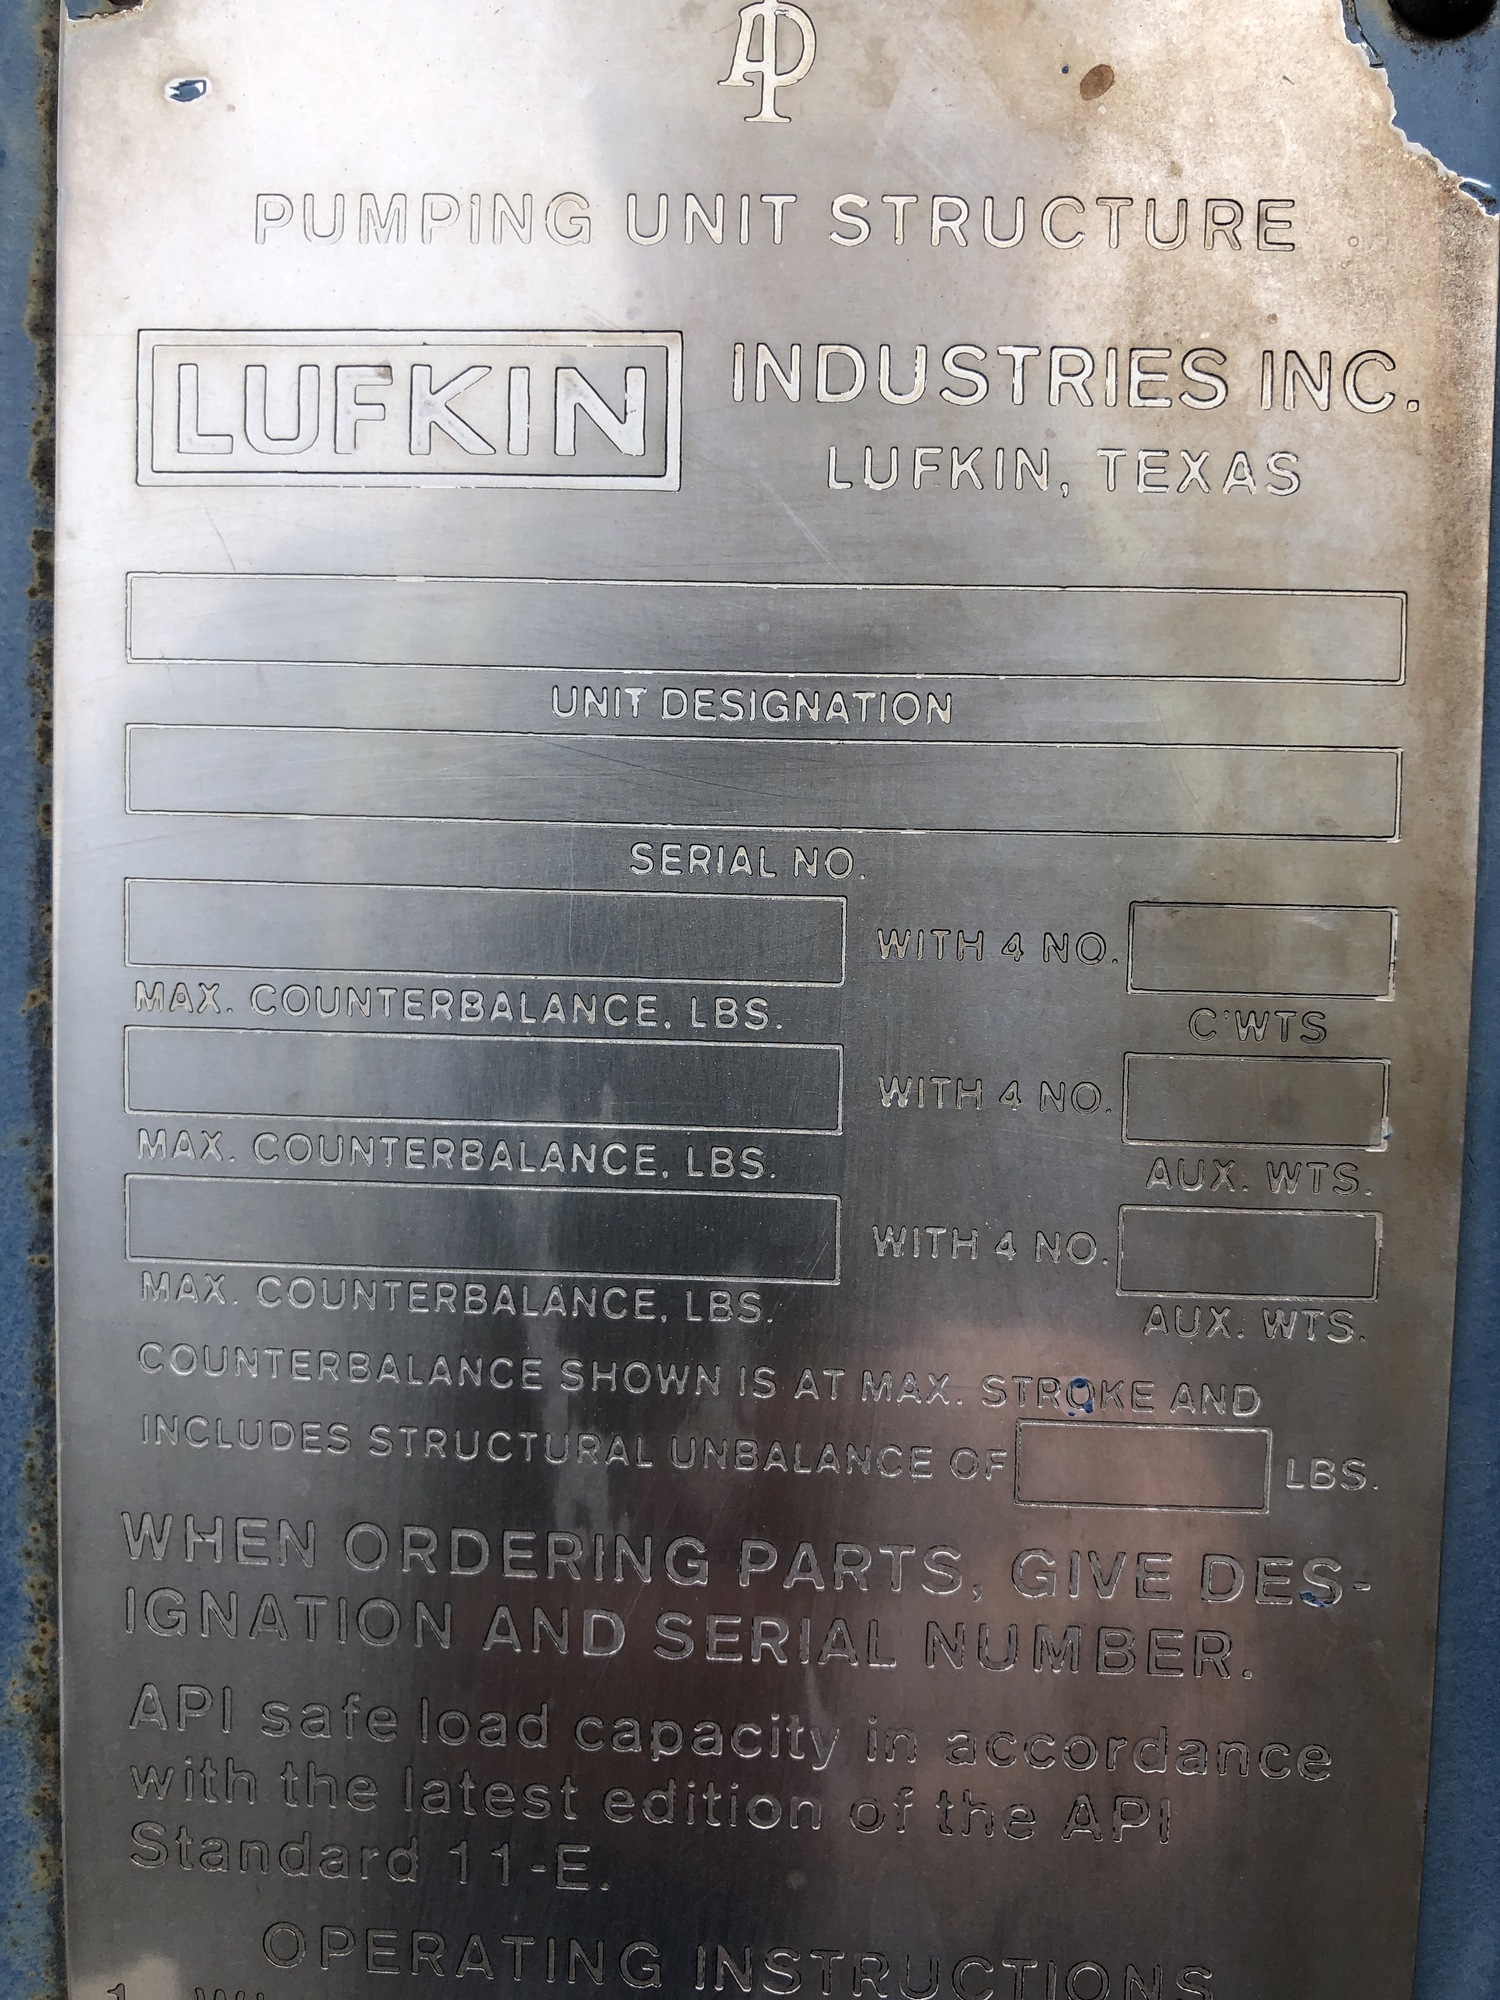 API
PUMPING UNIT STRUCTURE
LUFKIN INDUSTRIES INC.
LUFKIN, TEXAS
UNIT DESIGNATION
SERIAL NO.
WITH 4 NO.
MAX. COUNTERBALANCE, LBS. C'WTS
WITH 4 NO.
MAX. COUNTERBALANCE, LBS. AUX. WTS.
WITH 4 NO.
MAX. COUNTERBALANCE, LBS. AUX. WTS.
COUNTERBALANCE SHOWN IS AT MAX. STROKE AND
INCLUDES STRUCTURAL UNBALANCE OF LBS.
WHEN ORDERING PARTS, GIVE DES-
IGNATION AND SERIAL NUMBER.
API safe load capacity in accordance
with the latest edition of the API
Standard 11-E.
OPERATING INSTRUCTIONS
1.